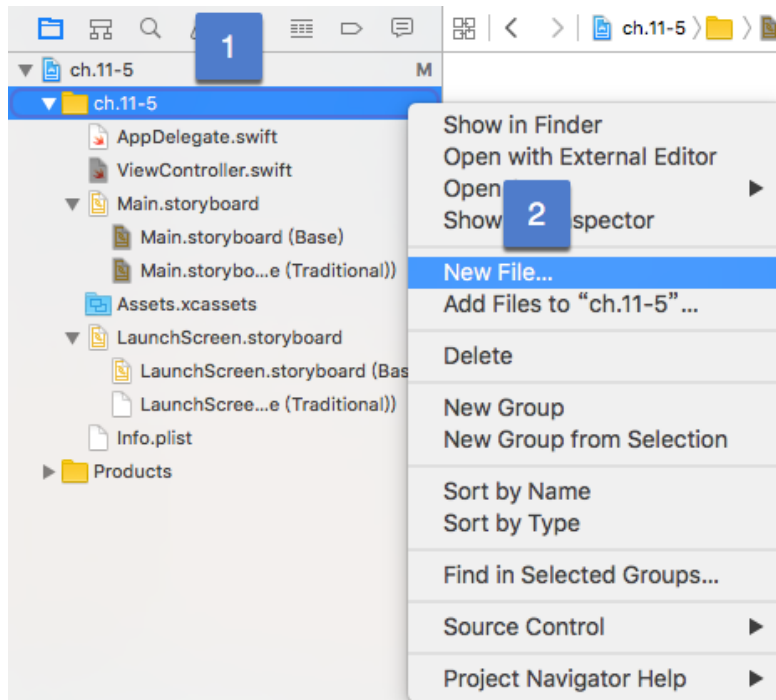 1
ch.11-5
ch.11-5
M
ch.11-5
AppDelegate.swift
ViewController.swift
Main.storyboard
Main.storyboard (Base)
Main.storybo...e (Traditional))
Assets.xcassets
LaunchScreen.storyboard
LaunchScreen.storyboard (Bas
LaunchScree...e (Traditional))
Info.plist
Products
Show in Finder
Open with External Editor
Open
2
Show spector
New File...
Add Files to “ch.11-5”...
Delete
New Group
New Group from Selection
Sort by Name
Sort by Type
Find in Selected Groups...
Source Control
Project Navigator Help